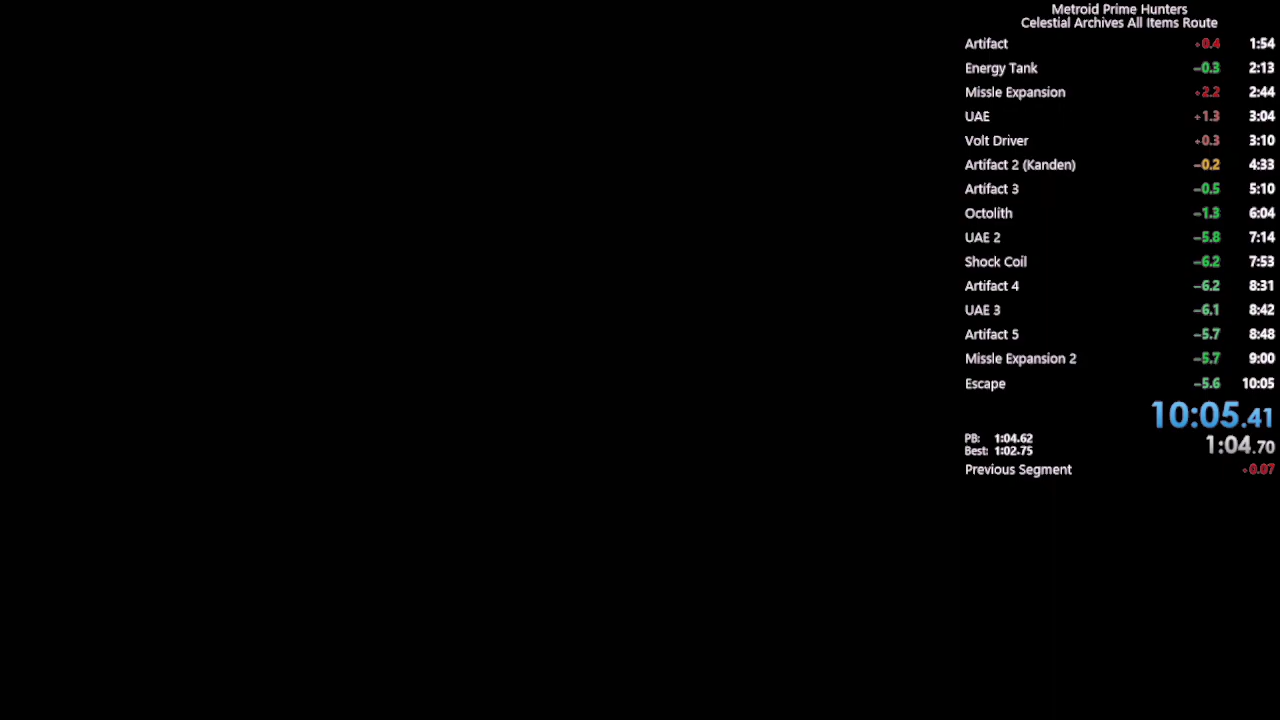 Metroid Prime Hunters
Celestial Archives All Items Route
Artifact +0.4 1:54
Energy Tank −0.3 2:13
Missle Expansion +2.2 2:44
UAE +1.3 3:04
Volt Driver +0.3 3:10
Artifact 2 (Kanden) −0.2 4:33
Artifact 3 −0.5 5:10
Octolith −1.3 6:04
UAE 2 −5.8 7:14
Shock Coil −6.2 7:53
Artifact 4 −6.2 8:31
UAE 3 −6.1 8:42
Artifact 5 −5.7 8:48
Missle Expansion 2 −5.7 9:00
Escape −5.6 10:05
10:05.41
PB: 1:04.62
Best: 1:02.75
1:04.70
Previous Segment +0.07